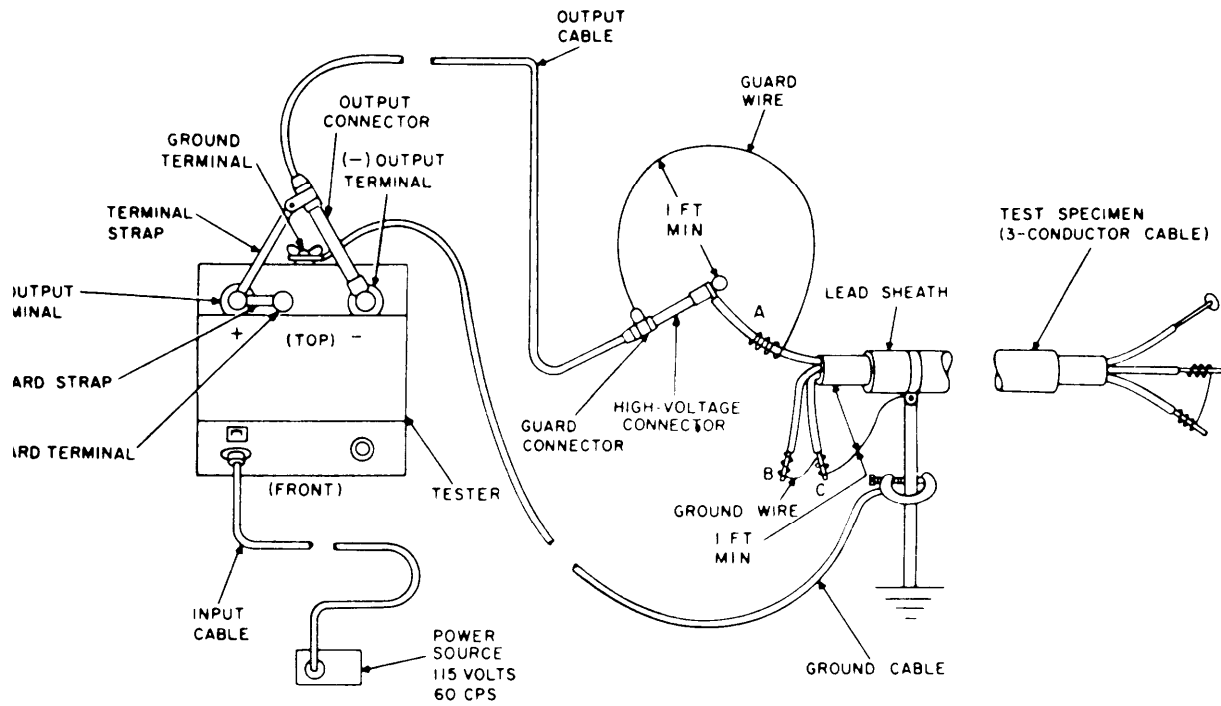 OUTPUT
CABLE
OUTPUT
CONNECTOR
GUARD
WIRE
GROUND
TERMINAL
(-) OUTPUT
TERMINAL
TERMINAL
STRAP
1 FT
MIN
TEST SPECIMEN
(3-CONDUCTOR CABLE)
LEAD SHEATH
A
+
(TOP)
-
STRAP
TERMINAL
HIGH-VOLTAGE
CONNECTOR
GUARD
CONNECTOR
B
C
(FRONT)
TESTER
GROUND WIRE
1 FT
MIN
INPUT
CABLE
POWER
SOURCE
115 VOLTS
60 CPS
GROUND CABLE